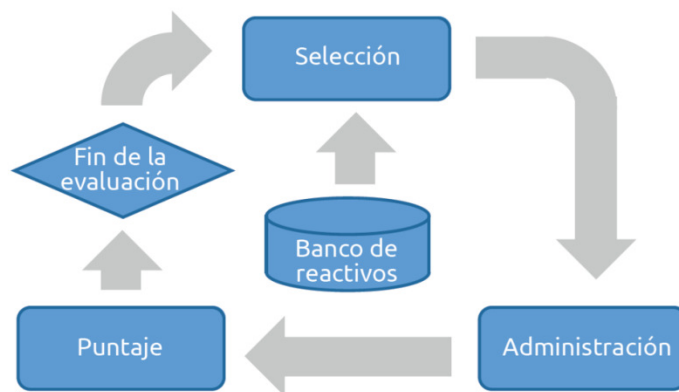 Selección
Fin de la
evaluación
Banco de
reactivos
Puntaje
Administración